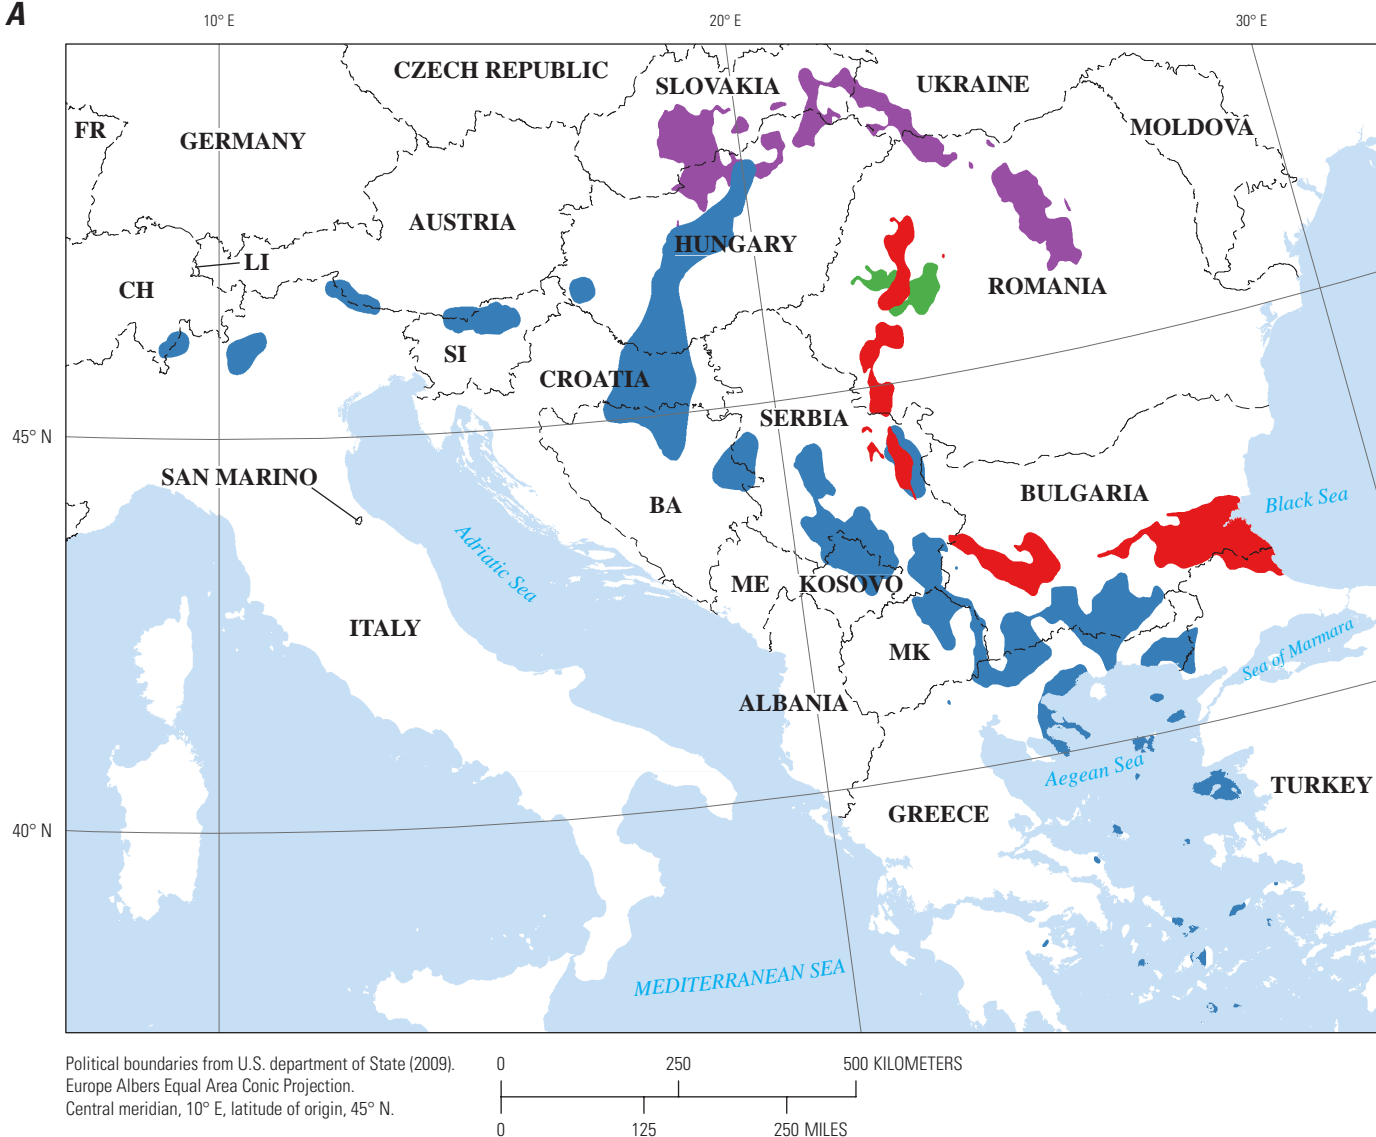 A
10° E
20° E
30° E
CZECH REPUBLIC
SLOVAKIA
UKRAINE
FR
GERMANY
MOLDOVA
AUSTRIA
HUNGARY
LI
CH
ROMANIA
SI
CROATIA
SERBIA
45° N
SAN MARINO
BA
BULGARIA
Black Sea
Adriatic Sea
ME
KOSOVO
ITALY
MK
Sea of Marmara
ALBANIA
Aegean Sea
TURKEY
GREECE
40° N
MEDITERRANEAN SEA
Political boundaries from U.S. department of State (2009).
Europe Albers Equal Area Conic Projection.
Central meridian, 10° E, latitude of origin, 45° N.
0 250 500 KILOMETERS
0 125 250 MILES